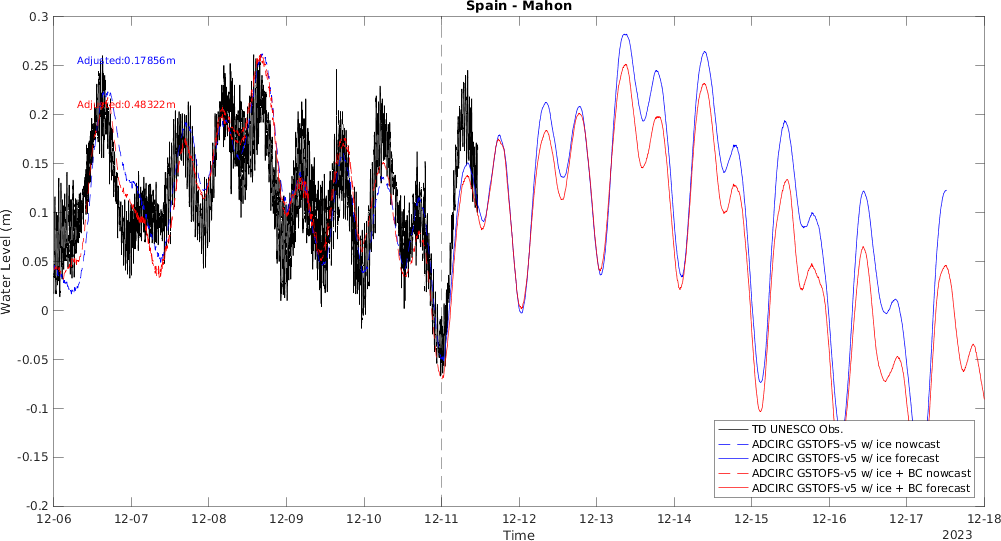 Spain - Mahon
0.3
0.25
0.2
0.15
0.1
0.05
0
-0.05
-0.1
-0.15
-0.2
Water Level (m)
Adjusted:0.17856m
Adjusted:0.48322m
TD UNESCO Obs.
ADCIRC GSTOFS-v5 w/ ice nowcast
ADCIRC GSTOFS-v5 w/ ice forecast
ADCIRC GSTOFS-v5 w/ ice + BC nowcast
ADCIRC GSTOFS-v5 w/ ice + BC forecast
12-06 12-07 12-08 12-09 12-10 12-11 12-12 12-13 12-14 12-15 12-16 12-17 12-18
Time
2023